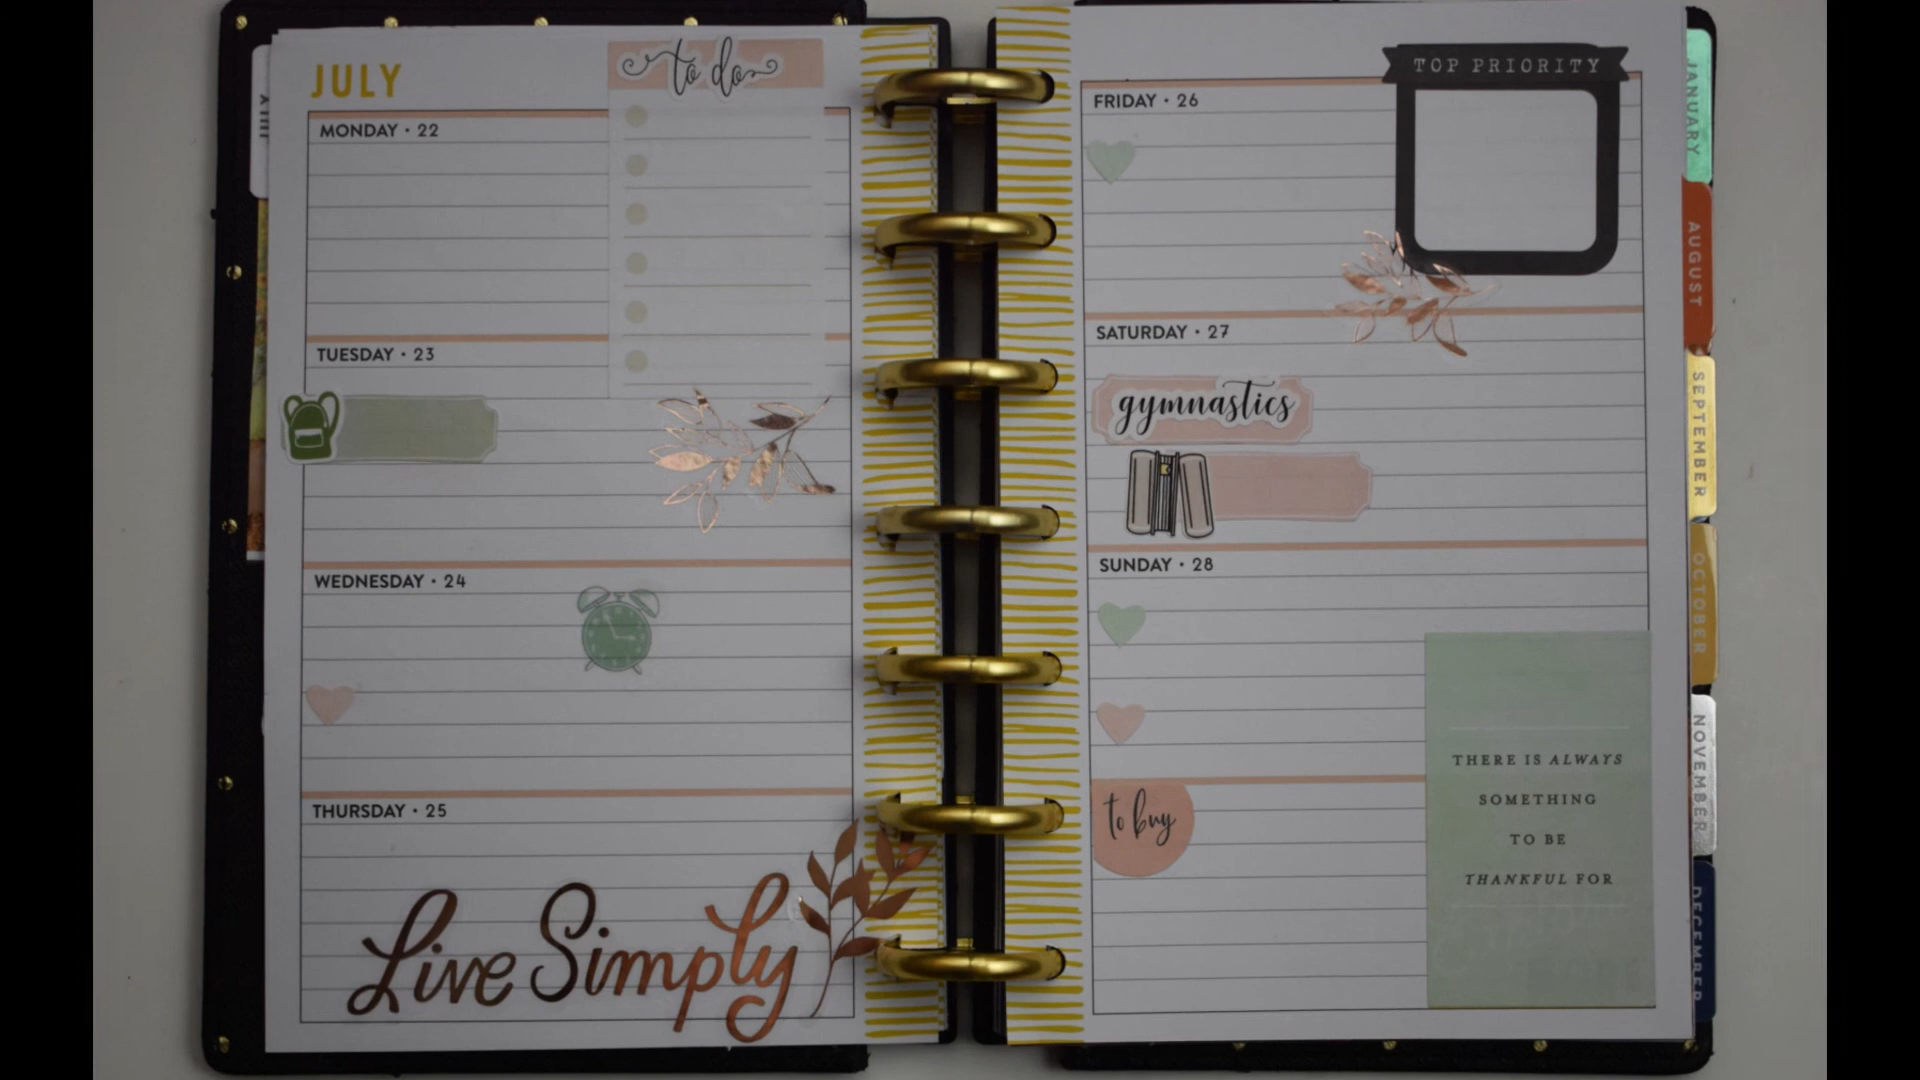 JULY
to do
MONDAY • 22
TUESDAY • 23
WEDNESDAY • 24
THURSDAY • 25
Live Simply
TOP PRIORITY
FRIDAY • 26
SATURDAY • 27
gymnastics
SUNDAY • 28
to buy
THERE IS ALWAYS
SOMETHING
TO BE
THANKFUL FOR
JANUARY
AUGUST
SEPTEMBER
OCTOBER
NOVEMBER
DECEMBER